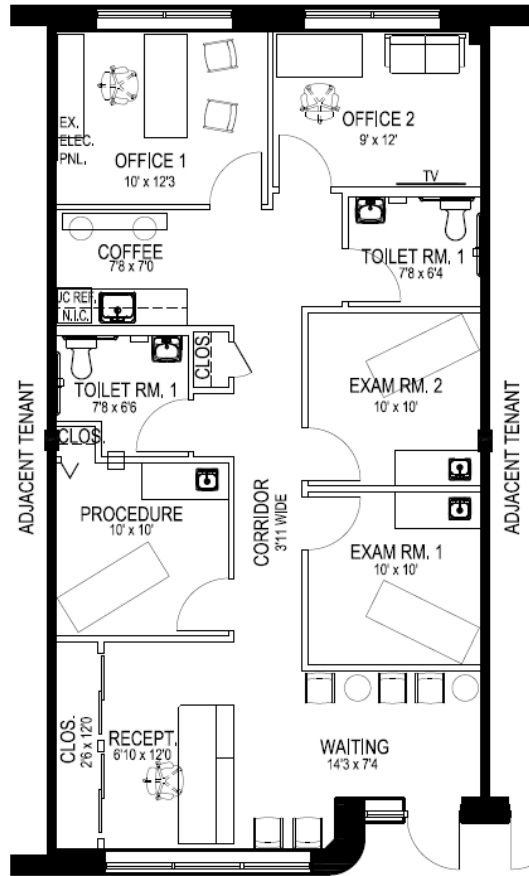 EX.
ELEC.
PNL.
OFFICE 1
10' x 12'3
OFFICE 2
9' x 12'
TV
COFFEE
7'8 x 7'0
TOILET RM. 1
7'8 x 6'4
UC REF.
N.I.C.
CLOS.
TOILET RM. 1
7'8 x 6'6
EXAM RM. 2
10' x 10'
CLOS.
ADJACENT TENANT
ADJACENT TENANT
PROCEDURE
10' x 10'
CORRIDOR
3'11 WIDE
EXAM RM. 1
10' x 10'
CLOS.
2'6 x 12'0
RECEPT.
6'10 x 12'0
WAITING
14'3 x 7'4